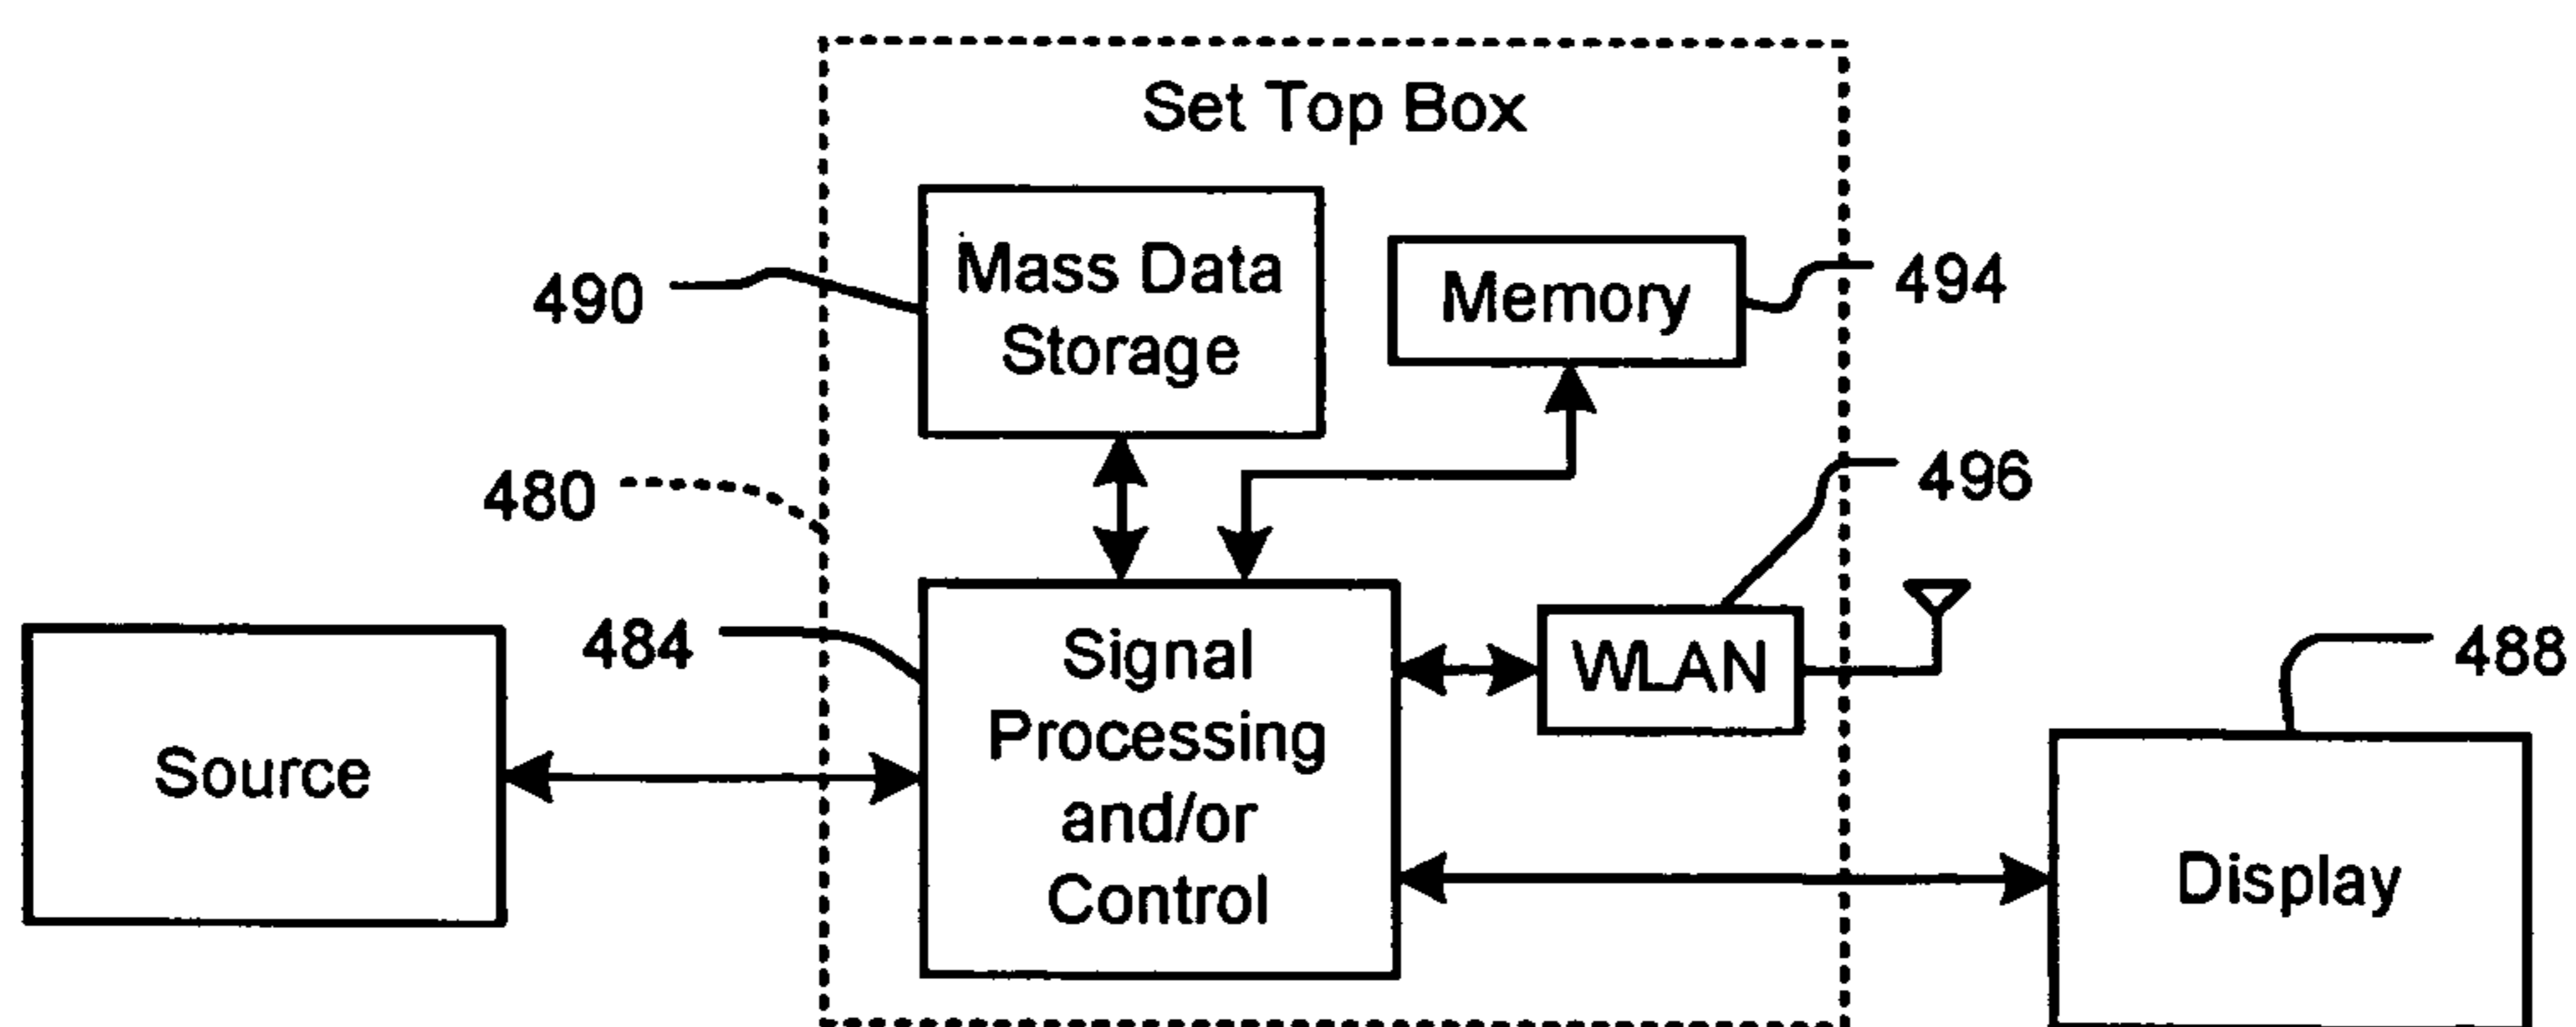 Set Top Box
490
Mass Data
Storage
Memory
494
480
496
484
Source
Signal
Processing
and/or
Control
WLAN
488
Display